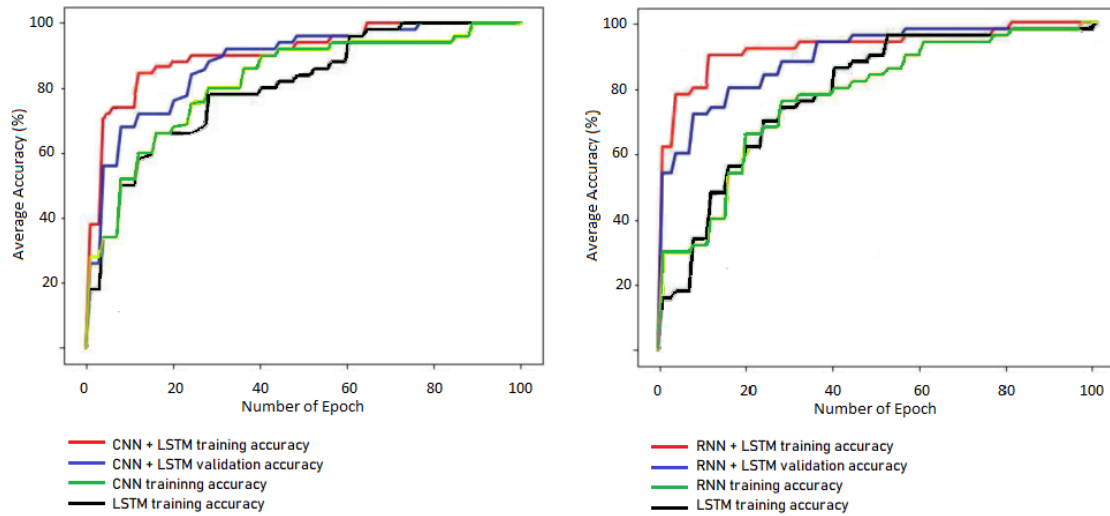 Average Accuracy (%)
100
80
60
40
20
0
20
40
60
80
100
Number of Epoch
CNN + LSTM training accuracy
CNN + LSTM validation accuracy
CNN traininng accuracy
LSTM training accuracy
Average Accuracy (%)
100
80
60
40
20
0
20
40
60
80
100
Number of Epoch
RNN + LSTM training accuracy
RNN + LSTM validation accuracy
RNN training accuracy
LSTM training accuracy